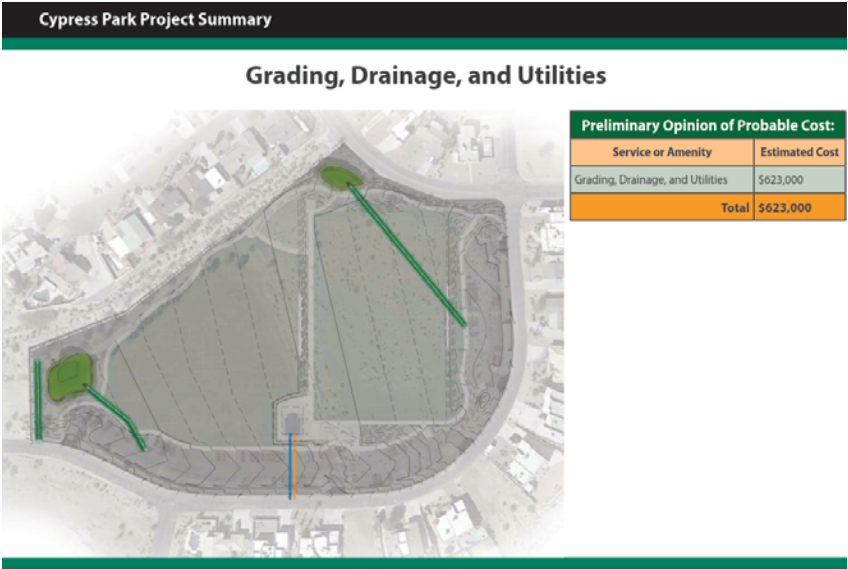 Cypress Park Project Summary
Grading, Drainage, and Utilities
Preliminary Opinion of Probable Cost:
Service or Amenity Estimated Cost
Grading, Drainage, and Utilities $623,000
Total $623,000